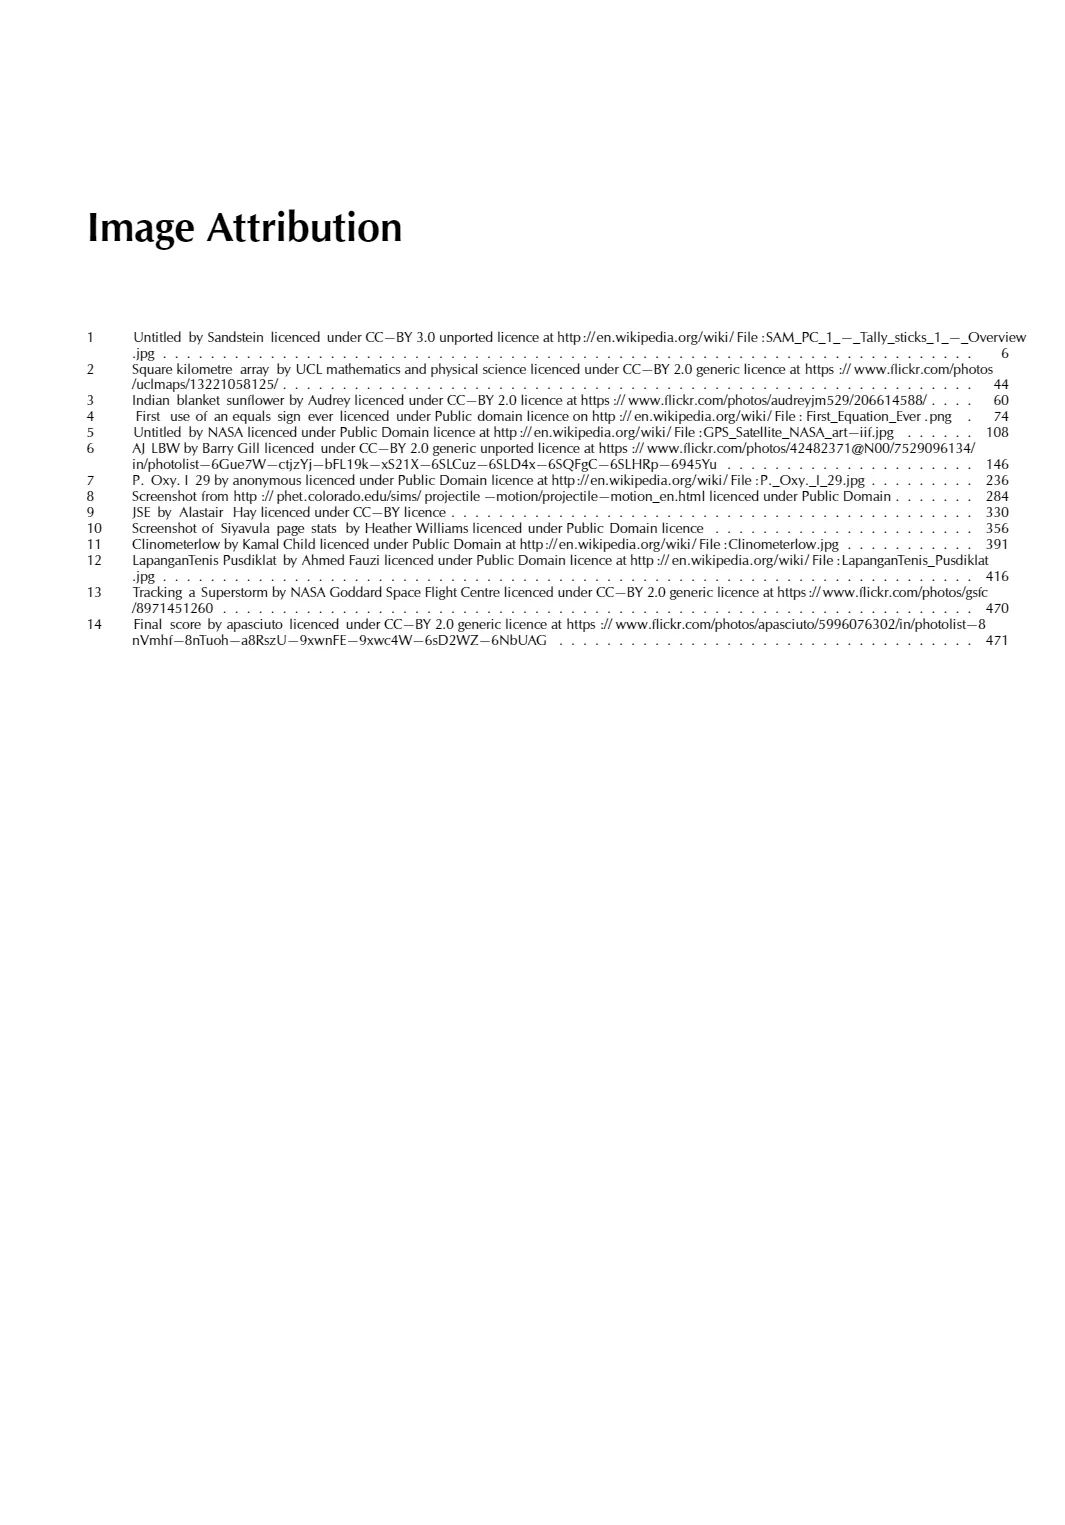 Image Attribution
1 Untitled by Sandstein licenced under CC−BY 3.0 unported licence at http://en.wikipedia.org/wiki/File:SAM_PC_1_−_Tally_sticks_1_−_Overview
.jpg . . . . . . . . . . . . . . . . . . . . . . . . . . . . . . . . . . . . . . . . . . . . . . . . . . . . . . . . . . . . . . . . . . . . 6
2 Square kilometre array by UCL mathematics and physical science licenced under CC−BY 2.0 generic licence at https://www.flickr.com/photos
/uclmaps/13221058125/ . . . . . . . . . . . . . . . . . . . . . . . . . . . . . . . . . . . . . . . . . . . . . . . . . . . . . . . . . . 44
3 Indian blanket sunflower by Audrey licenced under CC−BY 2.0 licence at https://www.flickr.com/photos/audreyjm529/206614588/ . . . . 60
4 First use of an equals sign ever licenced under Public domain licence on http://en.wikipedia.org/wiki/File:First_Equation_Ever.png . 74
5 Untitled by NASA licenced under Public Domain licence at http://en.wikipedia.org/wiki/File:GPS_Satellite_NASA_art−iif.jpg . . . . . . 108
6 AJ LBW by Barry Gill licenced under CC−BY 2.0 generic unported licence at https://www.flickr.com/photos/42482371@N00/7529096134/
in/photolist−6Gue7W−ctjzYj−bFL19k−xS21X−6SLCuz−6SLD4x−6SQFgC−6SLHRp−6945Yu . . . . . . . . . . . . . . . . . . . . . 146
7 P. Oxy. I 29 by anonymous licenced under Public Domain licence at http://en.wikipedia.org/wiki/File:P._Oxy._I_29.jpg . . . . . . . . . 236
8 Screenshot from http://phet.colorado.edu/sims/projectile−motion/projectile−motion_en.html licenced under Public Domain . . . . . . . 284
9 JSE by Alastair Hay licenced under CC−BY licence . . . . . . . . . . . . . . . . . . . . . . . . . . . . . . . . . . . . . . . . . . . . 330
10 Screenshot of Siyavula page stats by Heather Williams licenced under Public Domain licence . . . . . . . . . . . . . . . . . . . . . . 356
11 Clinometerlow by Kamal Child licenced under Public Domain at http://en.wikipedia.org/wiki/File:Clinometerlow.jpg . . . . . . . . . . . 391
12 LapanganTenis Pusdiklat by Ahmed Fauzi licenced under Public Domain licence at http://en.wikipedia.org/wiki/File:LapanganTenis_Pusdiklat
.jpg . . . . . . . . . . . . . . . . . . . . . . . . . . . . . . . . . . . . . . . . . . . . . . . . . . . . . . . . . . . . . . . . . . . . 416
13 Tracking a Superstorm by NASA Goddard Space Flight Centre licenced under CC−BY 2.0 generic licence at https://www.flickr.com/photos/gsfc
/8971451260 . . . . . . . . . . . . . . . . . . . . . . . . . . . . . . . . . . . . . . . . . . . . . . . . . . . . . . . . . . . . . . . 470
14 Final score by apasciuto licenced under CC−BY 2.0 generic licence at https://www.flickr.com/photos/apasciuto/5996076302/in/photolist−8
nVmhf−8nTuoh−a8RszU−9xwnFE−9xwc4W−6sD2WZ−6NbUAG . . . . . . . . . . . . . . . . . . . . . . . . . . . . . . . . . . . 471